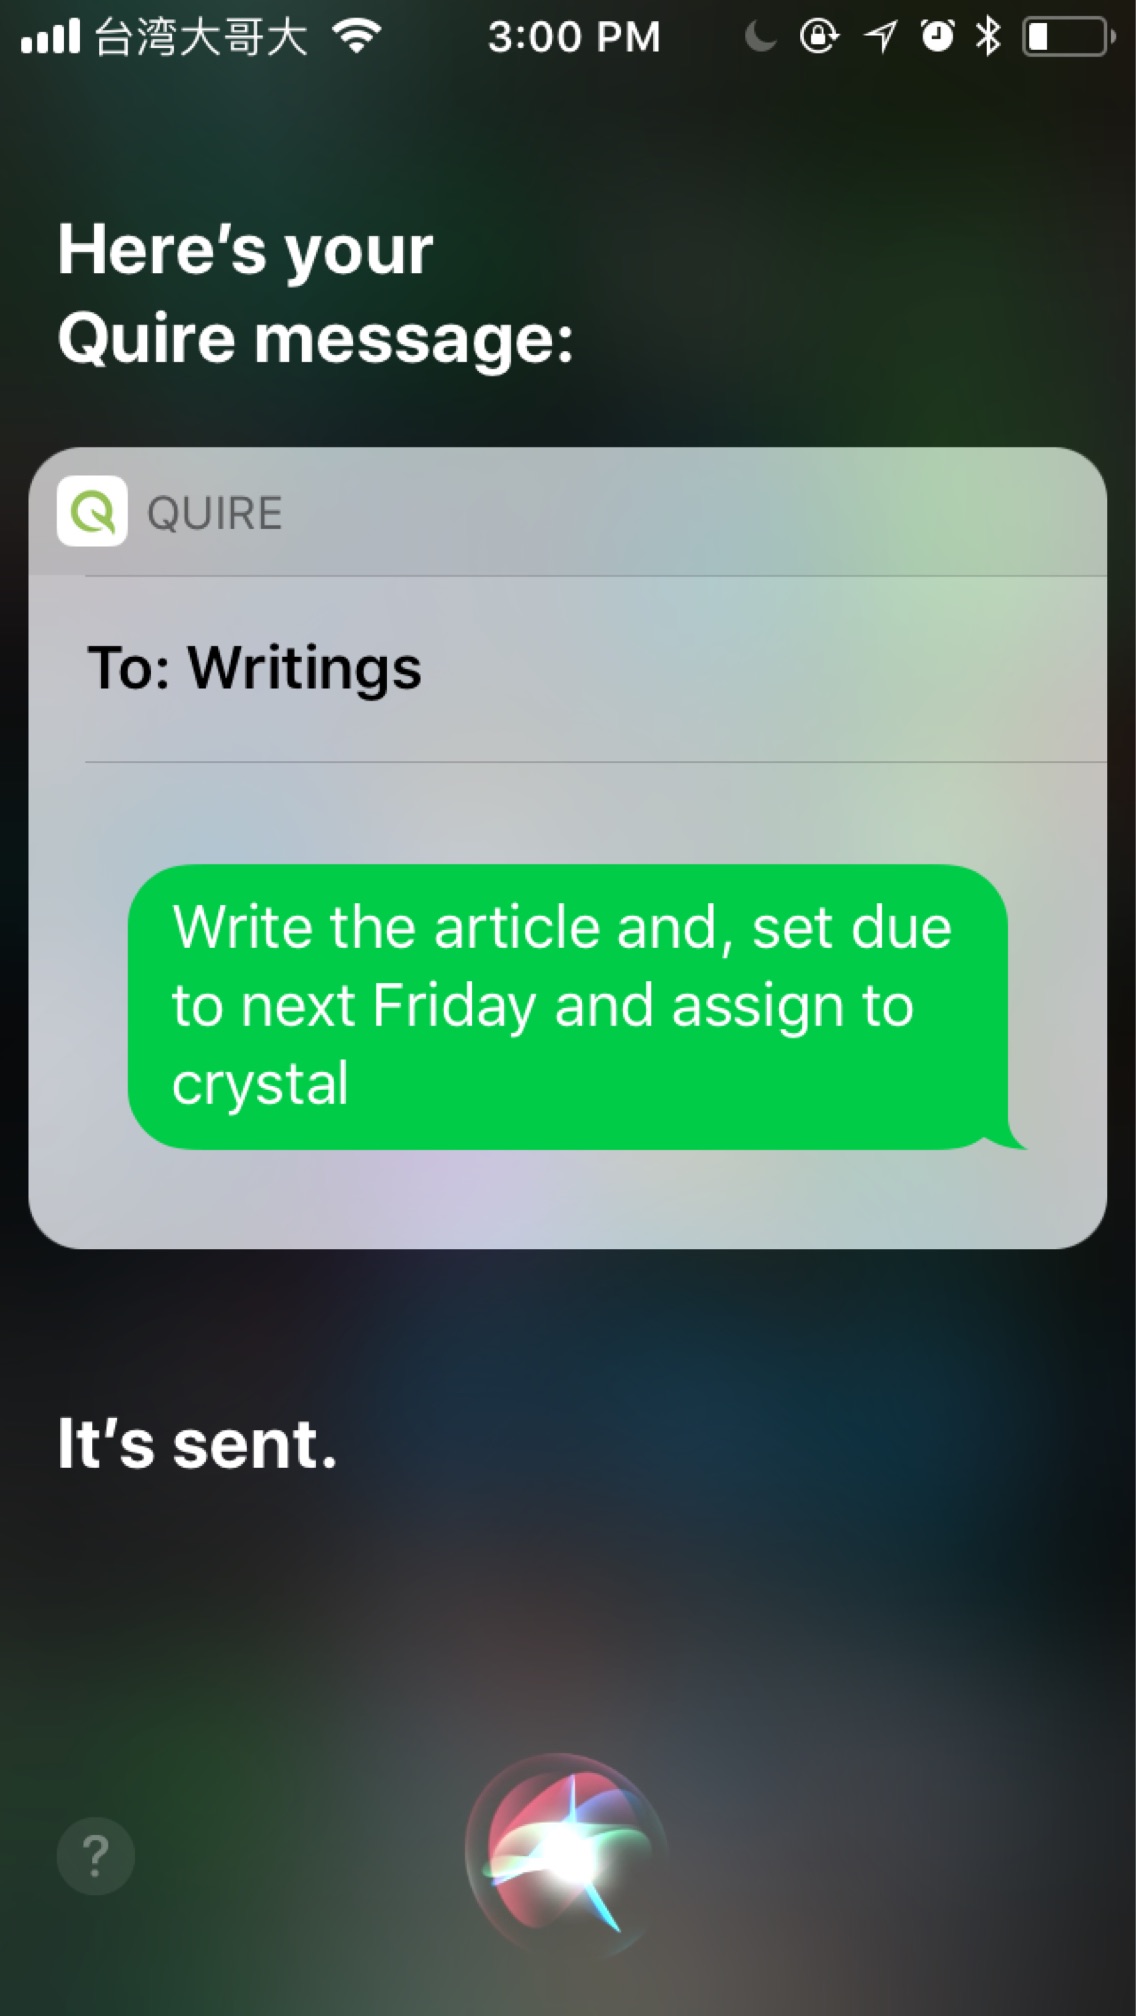 台湾大哥大 3:00 PM
Here's your
Quire message:
QUIRE
To: Writings
Write the article and, set due
to next Friday and assign to
crystal
It's sent.
?